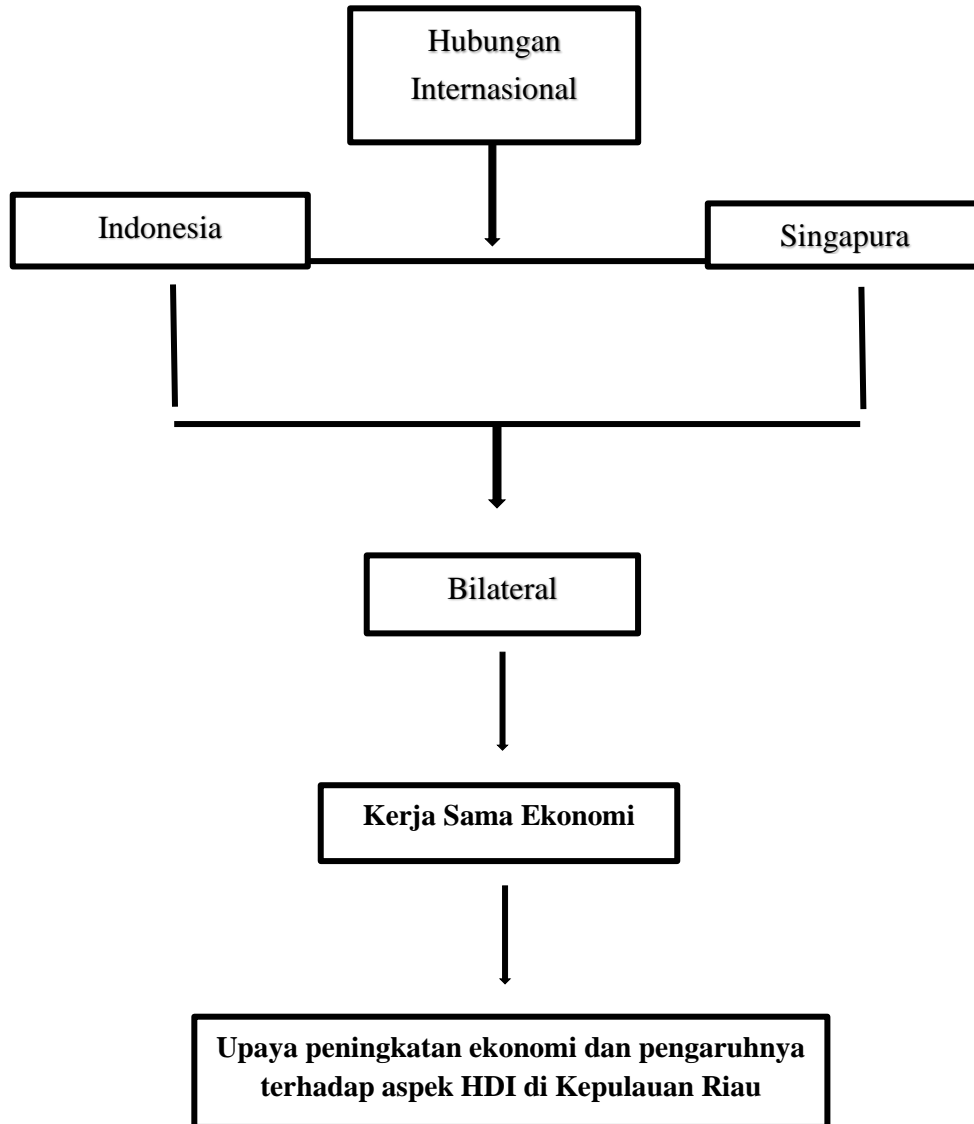 Hubungan
Internasional
Indonesia
Singapura
Bilateral
Kerja Sama Ekonomi
Upaya peningkatan ekonomi dan pengaruhnya
terhadap aspek HDI di Kepulauan Riau